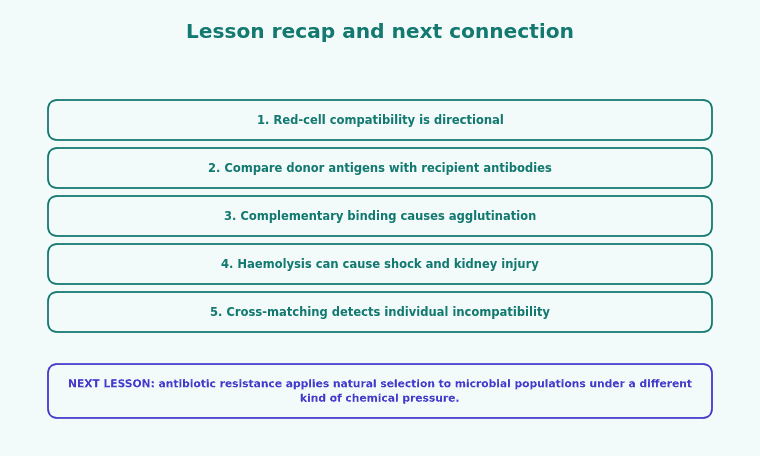 Lesson recap and next connection
1. Red-cell compatibility is directional
2. Compare donor antigens with recipient antibodies
3. Complementary binding causes agglutination
4. Haemolysis can cause shock and kidney injury
5. Cross-matching detects individual incompatibility
NEXT LESSON: antibiotic resistance applies natural selection to microbial populations under a different
kind of chemical pressure.